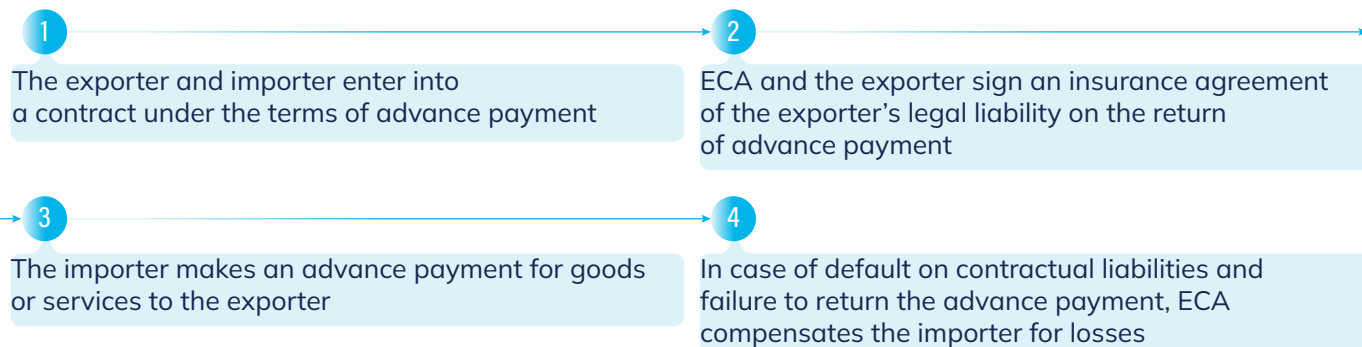 1
The exporter and importer enter into
a contract under the terms of advance payment
2
ECA and the exporter sign an insurance agreement
of the exporter’s legal liability on the return
of advance payment
3
The importer makes an advance payment for goods
or services to the exporter
4
In case of default on contractual liabilities and
failure to return the advance payment, ECA
compensates the importer for losses